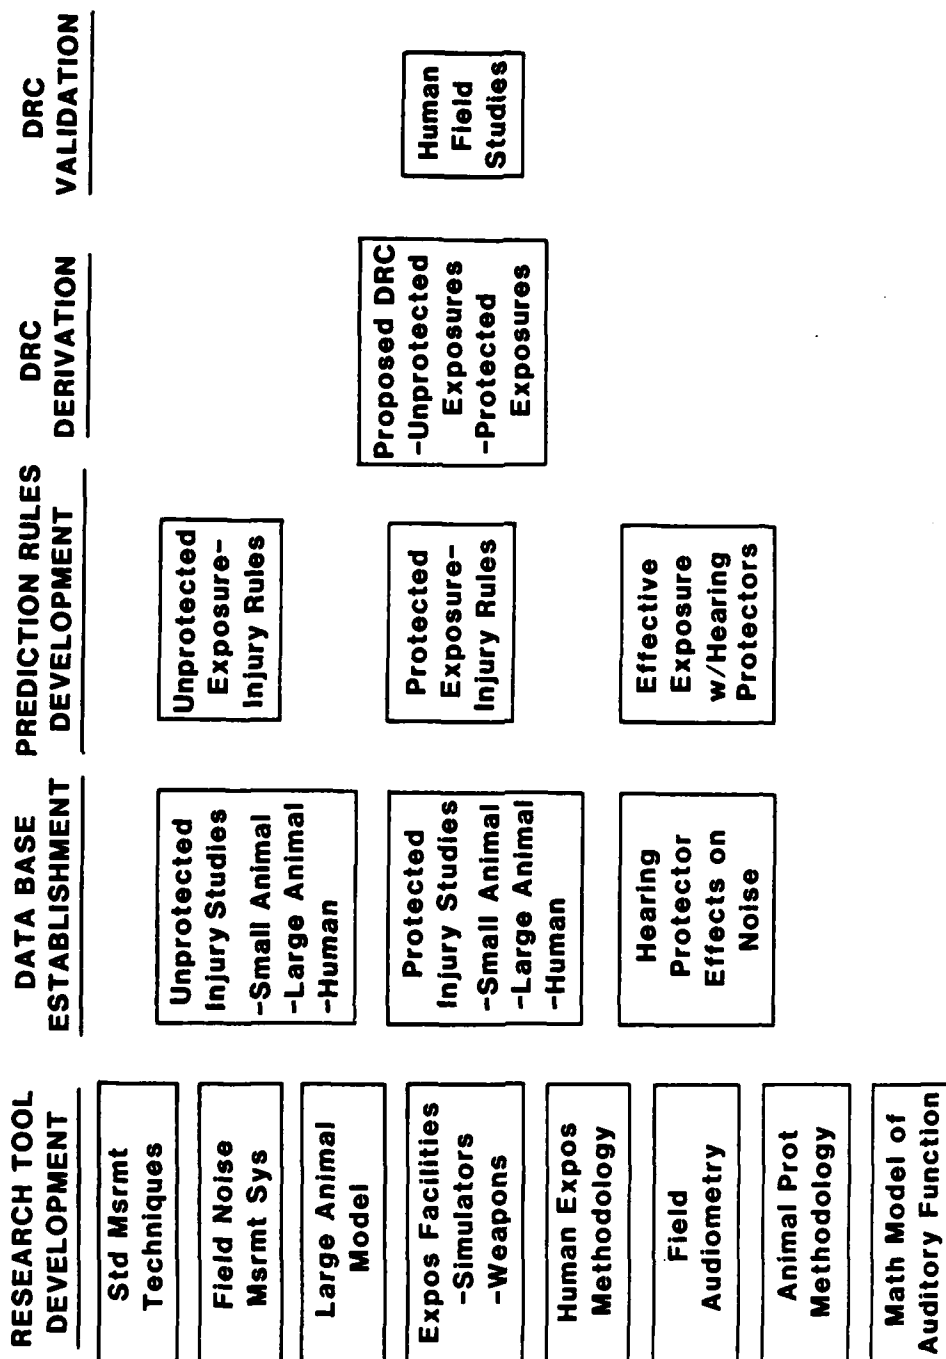 RESEARCH TOOL
DEVELOPMENT
Std Msrmt
Techniques
Field Noise
Msrmt Sys
Large Animal
Model
Expos Facilities
-Simulators
-Weapons
Human Expos
Methodology
Field
Audiometry
Animal Prot
Methodology
Math Model of
Auditory Function
DATA BASE
ESTABLISHMENT
Unprotected
Injury Studies
-Small Animal
-Large Animal
-Human
Protected
Injury Studies
-Small Animal
-Large Animal
-Human
Hearing
Protector
Effects on
Noise
PREDICTION RULES
DEVELOPMENT
Unprotected
Exposure-
Injury Rules
Protected
Exposure-
Injury Rules
Effective
Exposure
w/Hearing
Protectors
DRC
DERIVATION
Proposed DRC
-Unprotected
Exposures
-Protected
Exposures
DRC
VALIDATION
Human
Field
Studies